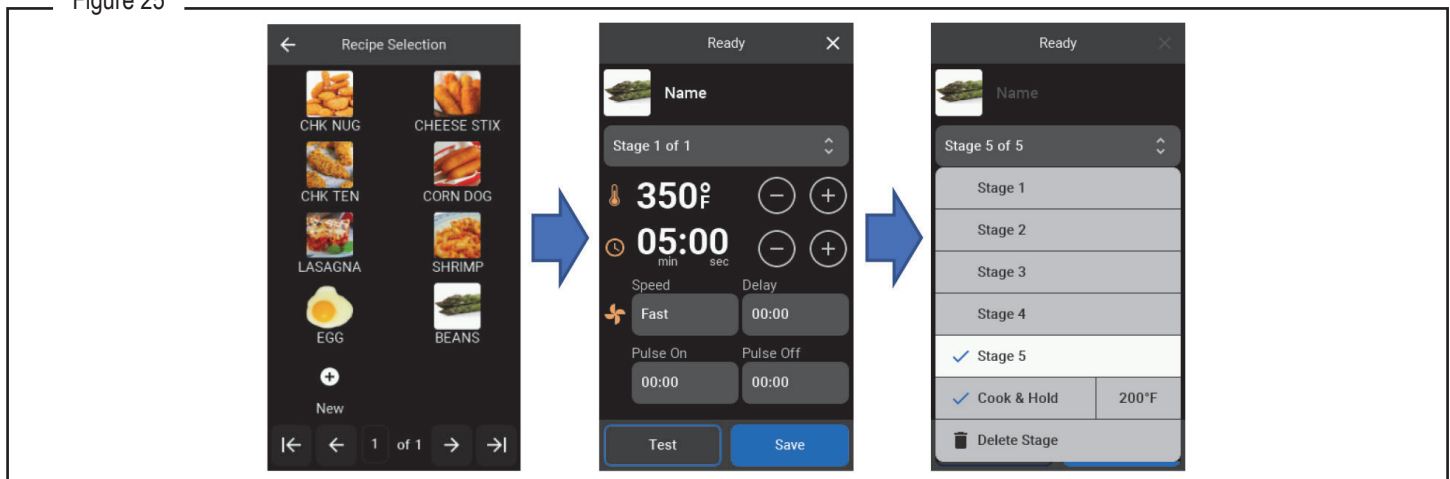 Figure 25
Recipe Selection
CHK NUG
CHEESE STIX
CHK TEN
CORN DOG
LASAGNA
SHRIMP
EGG
BEANS
New
1 of 1
Ready
Name
Stage 1 of 1
350°F
05:00
min sec
Speed
Delay
Fast
00:00
Pulse On
Pulse Off
00:00
00:00
Test
Save
Ready
Name
Stage 5 of 5
Stage 1
Stage 2
Stage 3
Stage 4
Stage 5
Cook & Hold
200°F
Delete Stage